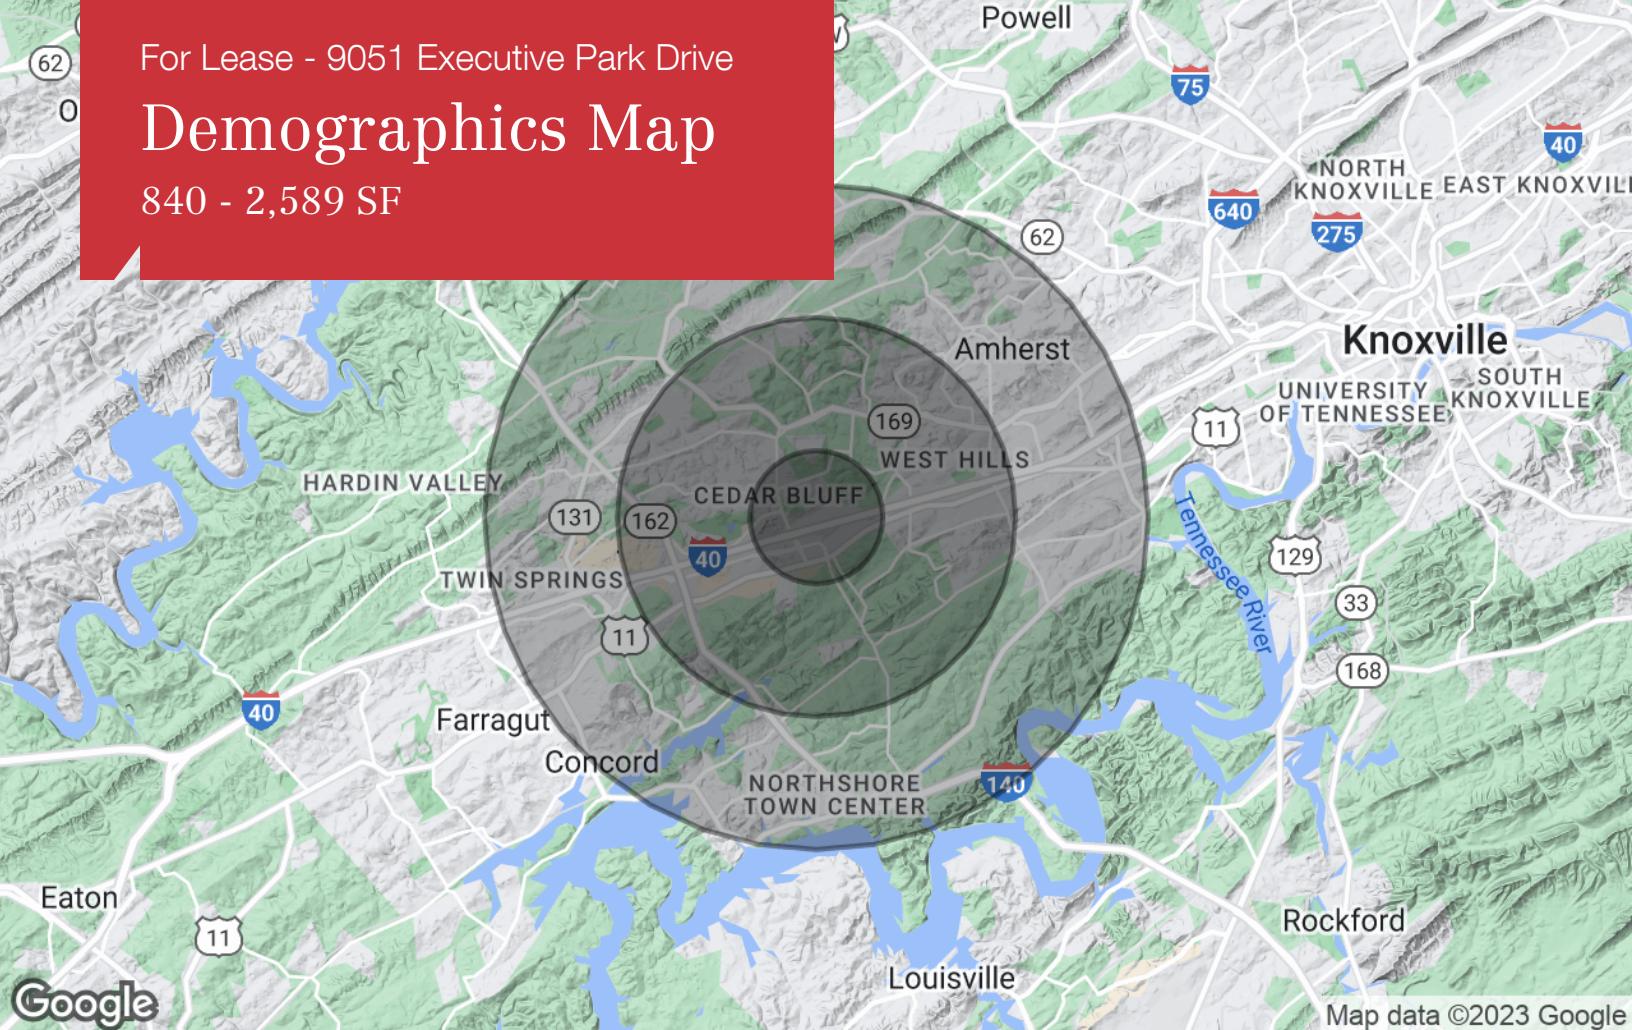 For Lease - 9051 Executive Park Drive
Demographics Map
840 - 2,589 SF
Powell
62
O
75
40
NORTH
KNOXVILLE
EAST KNOXVIL
640
275
62
Knoxville
Amherst
UNIVERSITY
OF TENNESSEE
SOUTH
KNOXVILLE
169
11
WEST HILLS
HARDIN VALLEY
CEDAR BLUFF
131
162
40
Tennessee River
129
TWIN SPRINGS
33
11
168
40
Farragut
Concord
NORTHSHORE
TOWN CENTER
140
Eaton
11
Rockford
Louisville
Google
Map data ©2023 Google